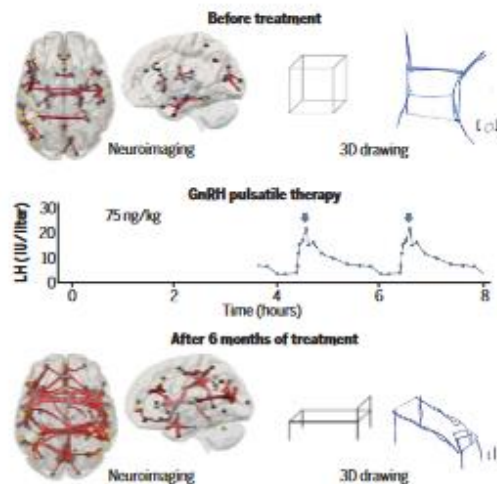 Before treatment
Neuroimaging
3D drawing
GnRH pulsatile therapy
75 ng/kg
LH (IU/liter)
30
20
10
0
0
2
4
6
8
Time (hours)
After 6 months of treatment
Neuroimaging
3D drawing